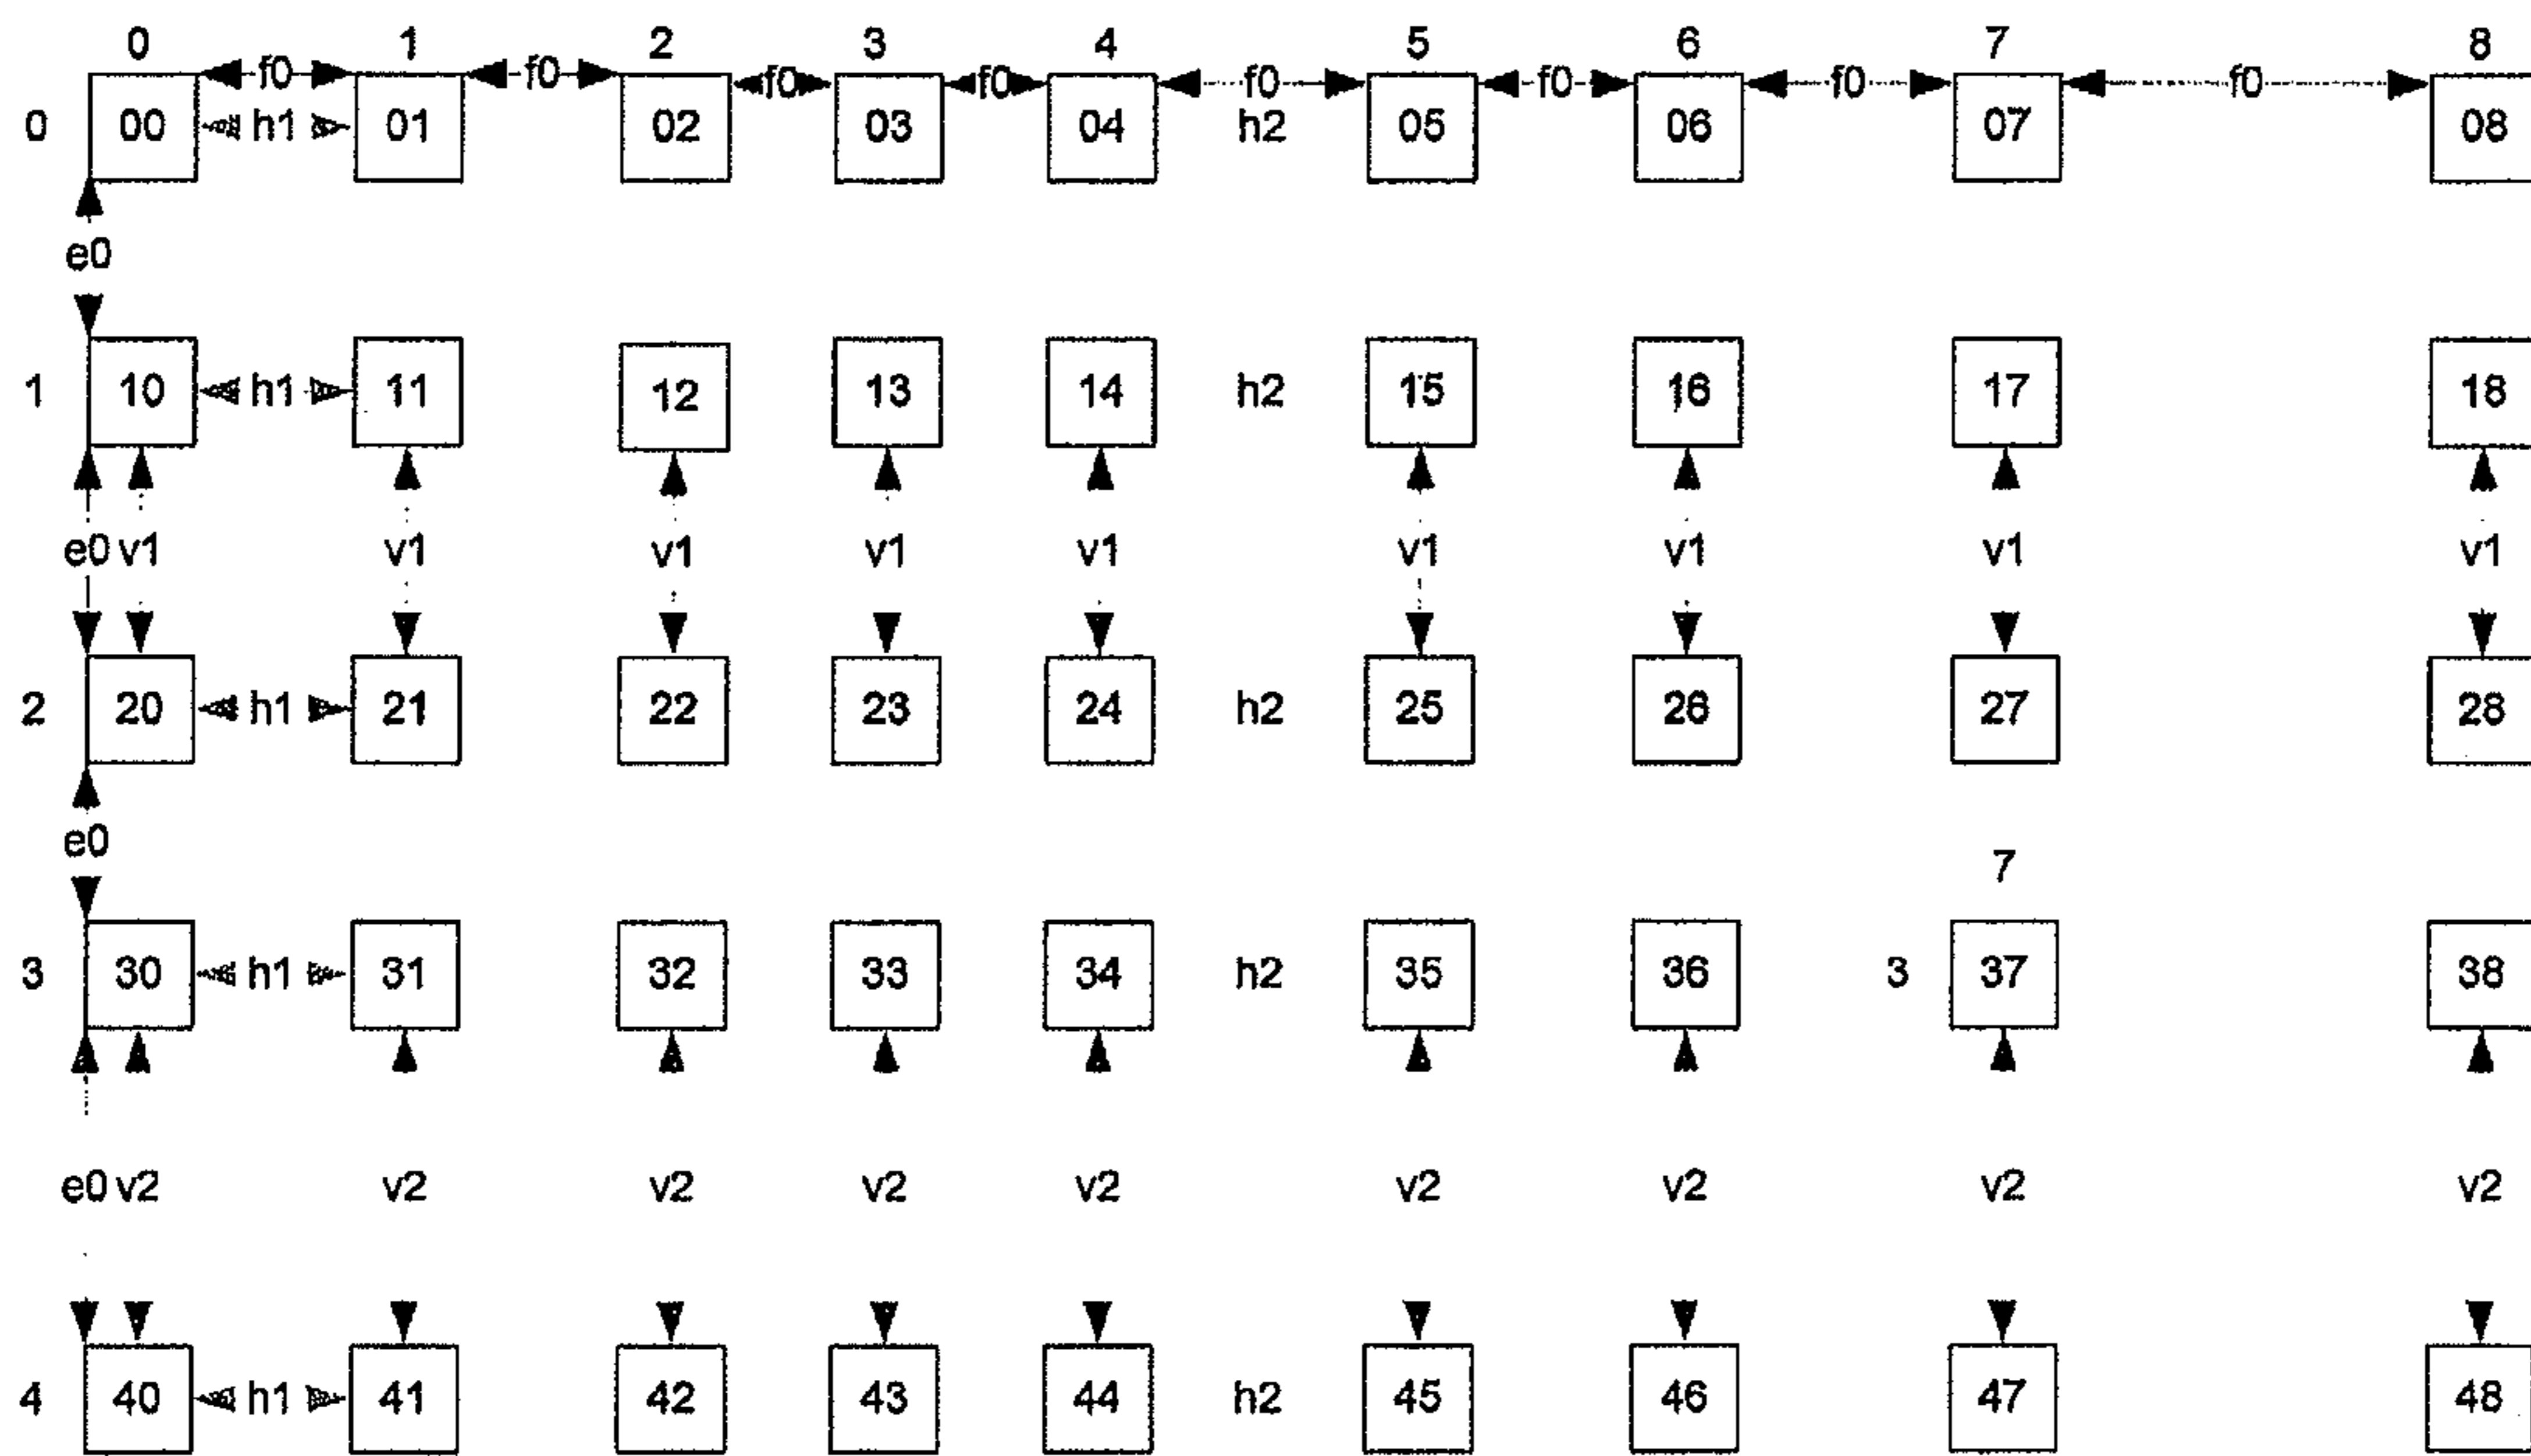 0 1 2 3 4 5 6 7 8
f0 f0 f0 f0 f0 f0 f0 f0
0 00 h1 01 02 03 04 h2 05 06 07 08
e0
1 10 h1 11 12 13 14 h2 15 16 17 18
e0 v1 v1 v1 v1 v1 v1 v1 v1 v1
2 20 h1 21 22 23 24 h2 25 26 27 28
e0 7
3 30 h1 31 32 33 34 h2 35 36 3 37 38
e0 v2 v2 v2 v2 v2 v2 v2 v2 v2
4 40 h1 41 42 43 44 h2 45 46 47 48